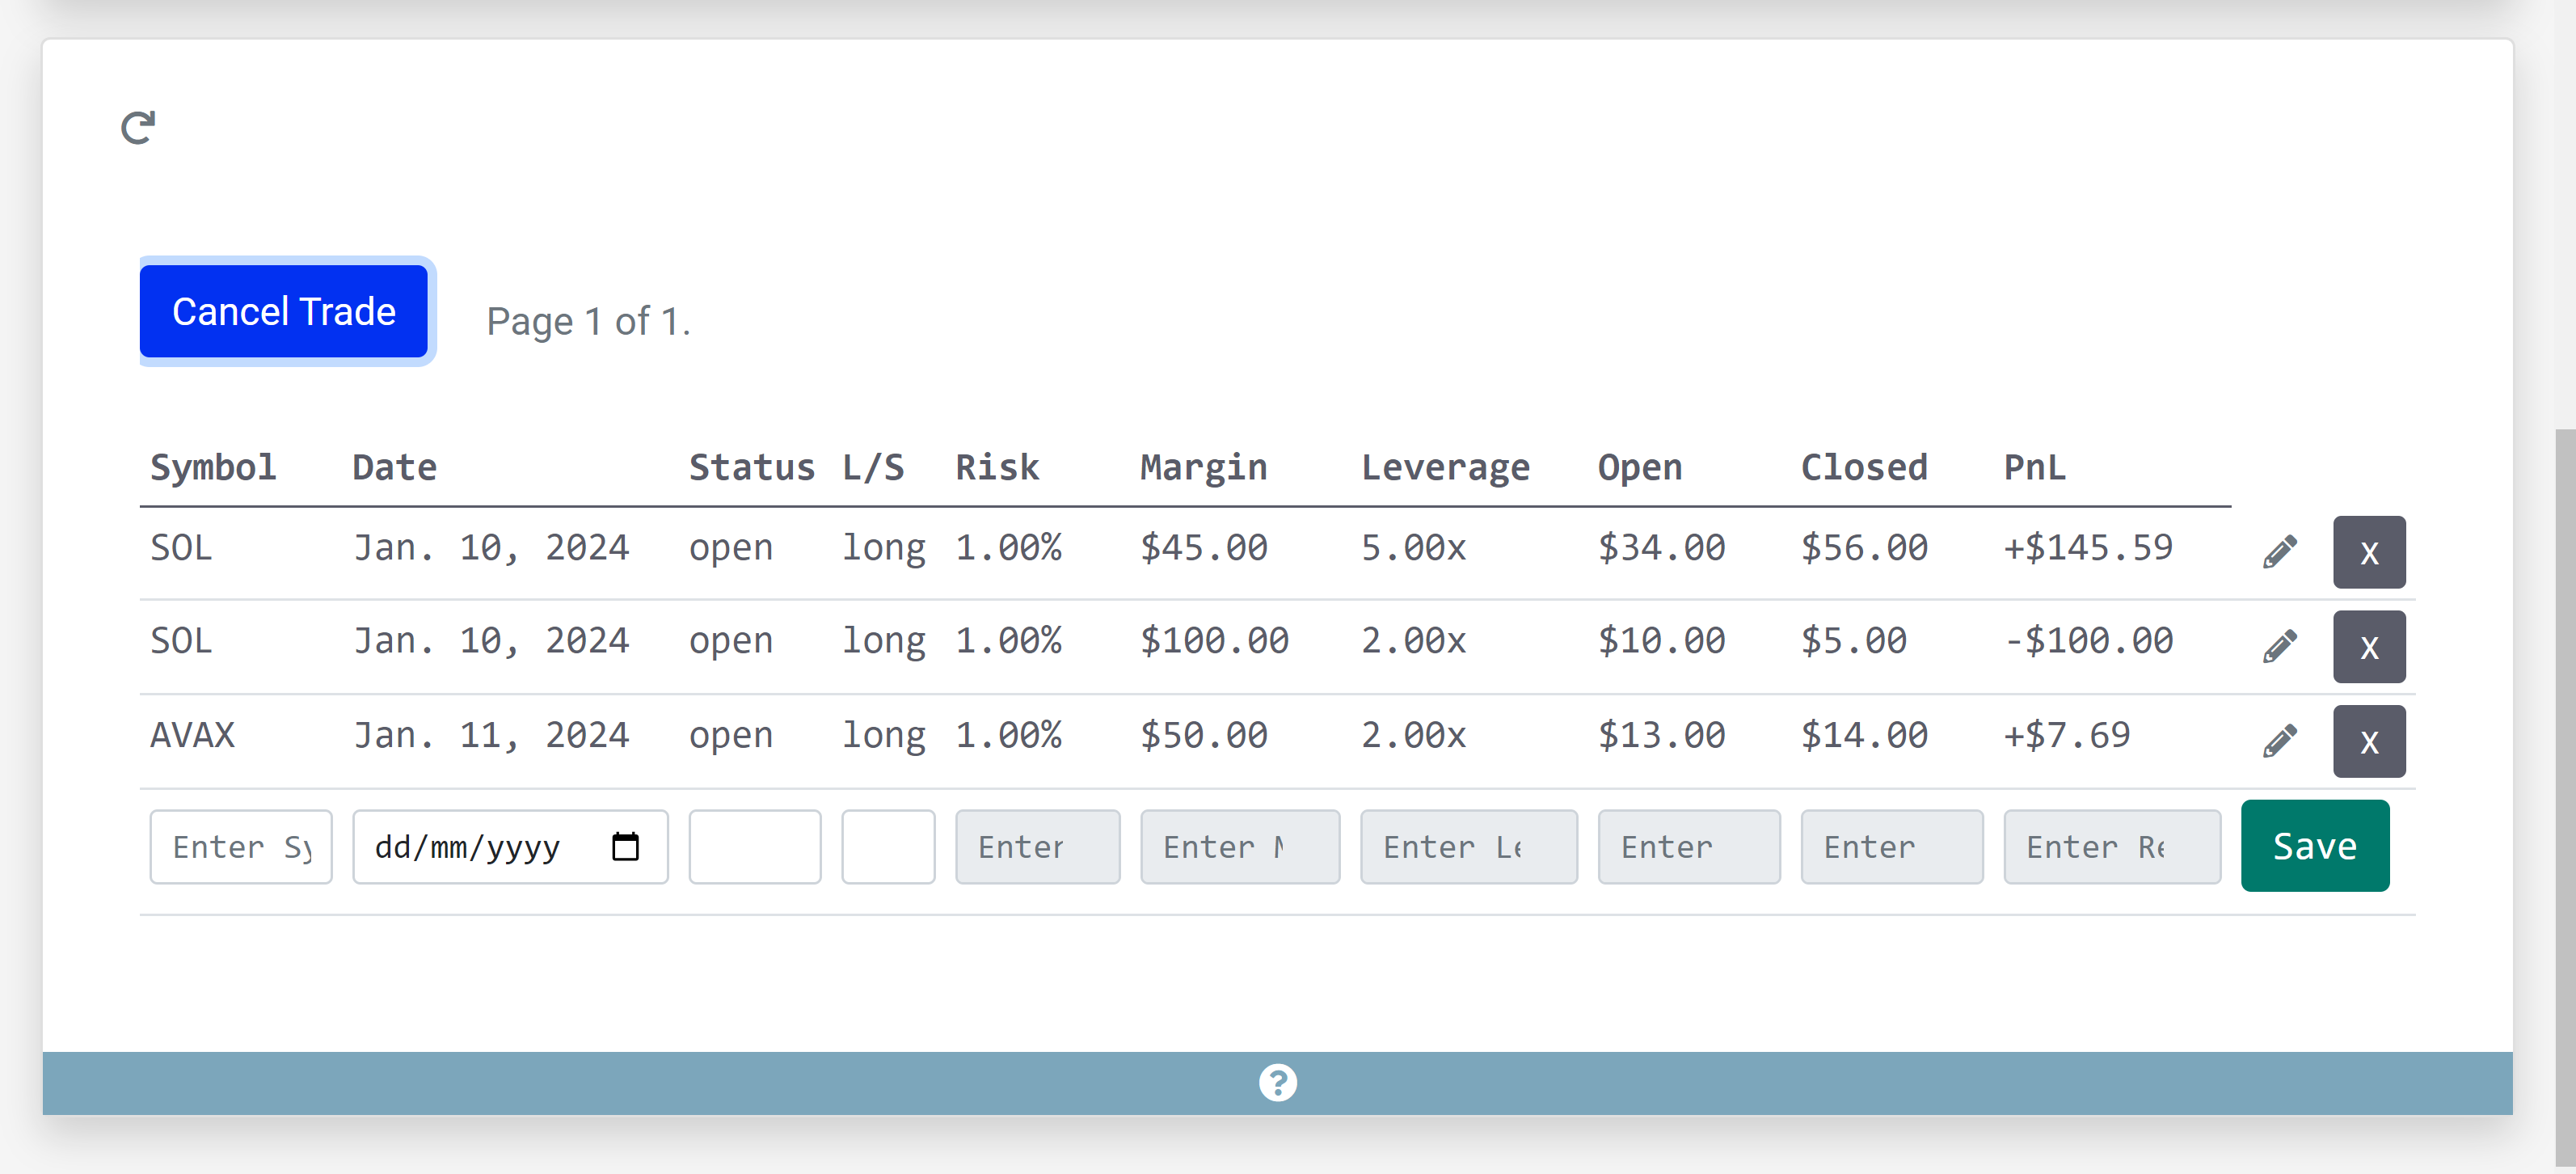 Cancel Trade Page 1 of 1.
Symbol Date Status L/S Risk Margin Leverage Open Closed PnL
SOL Jan. 10, 2024 open long 1.00% $45.00 5.00x $34.00 $56.00 +$145.59 X
SOL Jan. 10, 2024 open long 1.00% $100.00 2.00x $10.00 $5.00 -$100.00 X
AVAX Jan. 11, 2024 open long 1.00% $50.00 2.00x $13.00 $14.00 +$7.69 X
Enter Sy dd/mm/yyyy Enter Enter Enter Le Enter Enter Enter Re Save
?